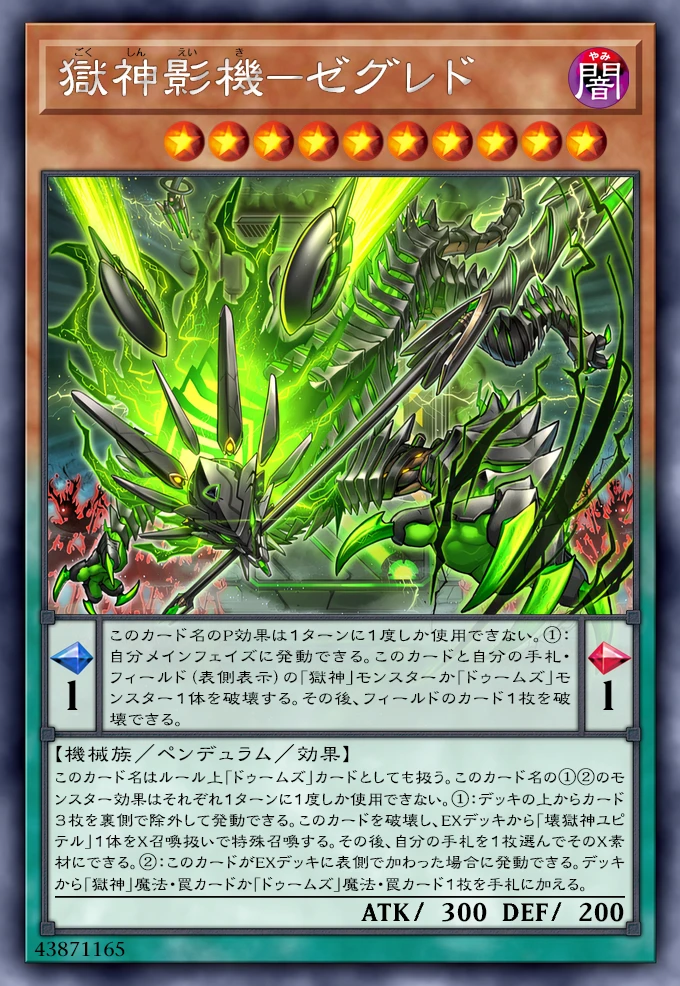 ごく しん えい き
獄神影機－ゼグレド
やみ
闇
このカード名のP効果は１ターンに１度しか使用できない。①：
自分メインフェイズに発動できる。このカードと自分の手札・
フィールド（表側表示）の「獄神」モンスターか「ドゥームズ」モ
ンスター１体を破壊する。その後、フィールドのカード１枚を破
壊できる。
1
1
【機械族／ペンデュラム／効果】
このカード名はルール上「ドゥームズ」カードとしても扱う。このカード名の①②のモ
ンスター効果はそれぞれ１ターンに１度しか使用できない。①：デッキの上からカード
３枚を裏側で除外して発動できる。このカードを破壊し、EXデッキから「壊獄神ユピ
テル」１体をX召喚扱いで特殊召喚する。その後、自分の手札を１枚選んでそのX素
材にできる。②：このカードがEXデッキに表側で加わった場合に発動できる。デッキ
から「獄神」魔法・罠カードか「ドゥームズ」魔法・罠カード１枚を手札に加える。
ATK/ 300 DEF/ 200
43871165